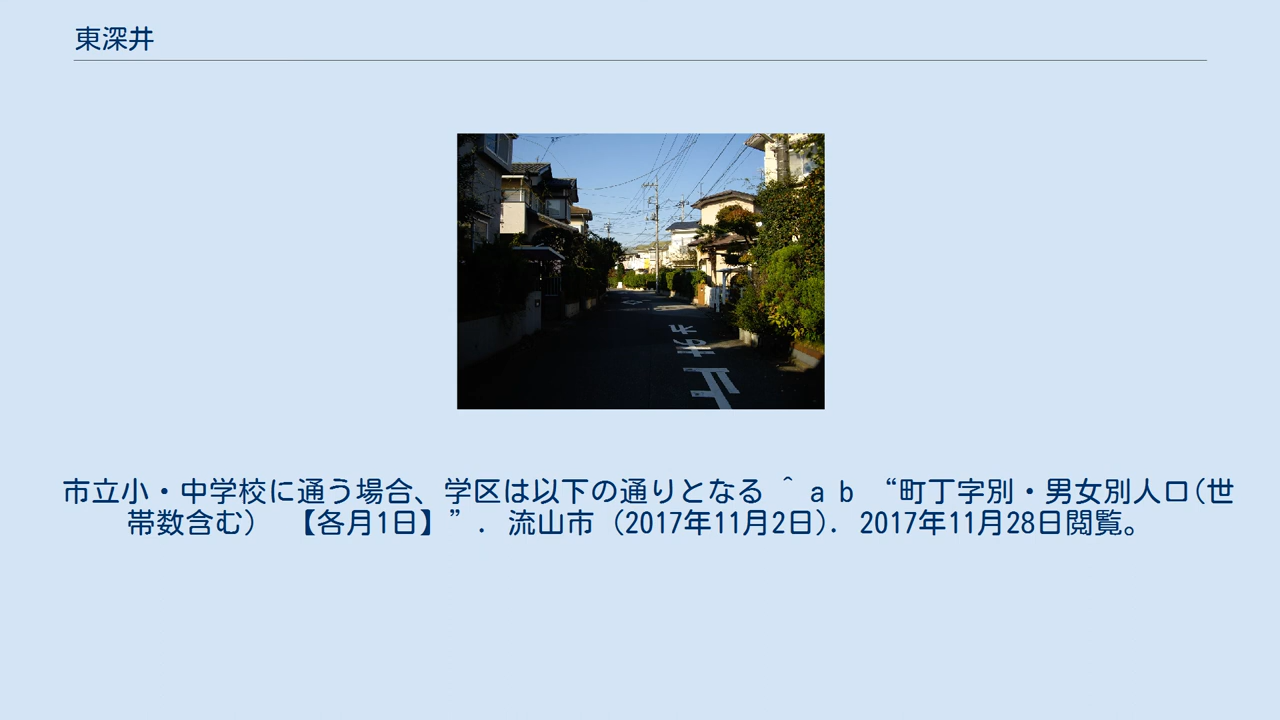 東深井
市立小・中学校に通う場合、学区は以下の通りとなる ＾ a b “町丁字別・男女別人口(世
帯数含む) 【各月1日】”. 流山市 (2017年11月2日). 2017年11月28日閲覧。